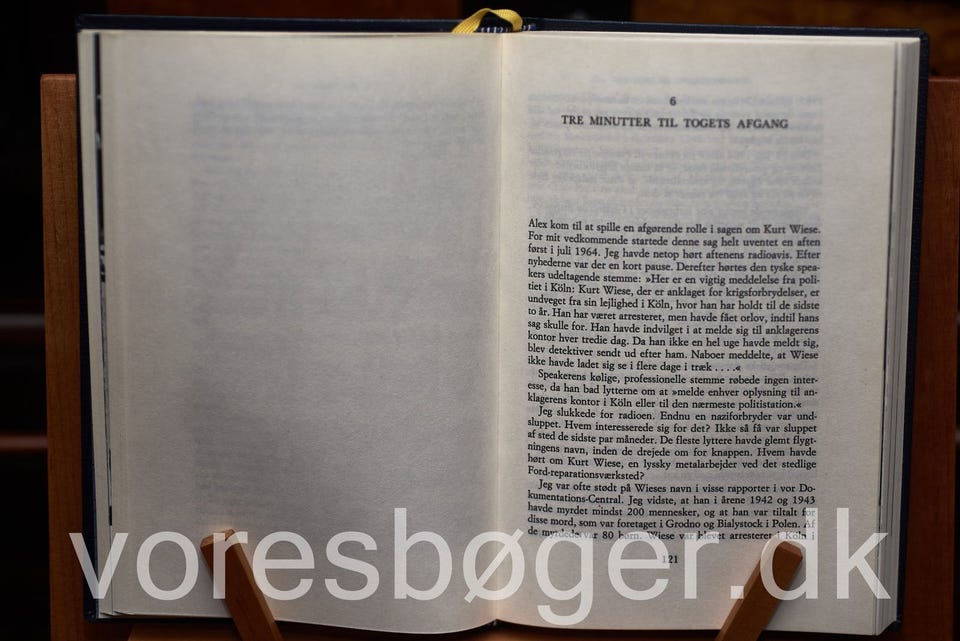 6
TRE MINUTTER TIL TOGETS AFGANG
Alex kom til at spille en afgørende rolle i sagen om Kurt Wiese.
For mit vedkommende startede denne sag helt uventet en aften
først i juli 1964. Jeg havde netop hørt aftenens radioavis. Efter
nyhederne var der en kort pause. Derefter hørtes den tyske spea-
kers udeltagende stemme: »Her er en vigtig meddelelse fra poli-
tiet i Köln: Kurt Wiese, der er anklaget for krigsforbrydelser, er
undveget fra sin lejlighed i Köln, hvor han har holdt til de sidste
to år. Han har været arresteret, men havde fået orlov, indtil hans
sag skulle for. Han havde indvilget i at melde sig til anklagerens
kontor hver tredie dag. Da han ikke en hel uge havde meldt sig,
blev detektiver sendt ud efter ham. Naboer meddelte, at Wiese
ikke havde ladet sig se i flere dage i træk . . . .«
Speakerens kølige, professionelle stemme røbede ingen inter-
esse, da han bad lytterne om at »melde enhver oplysning til an-
klagerens kontor i Köln eller til den nærmeste politistation.«
Jeg slukkede for radioen. Endnu en naziforbryder var und-
sluppet. Hvem interesserede sig for det? Ikke så få var sluppet
af sted de sidste par måneder. De fleste lyttere havde glemt flygt-
ningens navn, inden de drejede om for knappen. Hvem havde
hørt om Kurt Wiese, en lyssky metalarbejder ved det stedlige
Ford-reparationsværksted?
Jeg var ofte stødt på Wieses navn i visse rapporter i vor Do-
kumentations-Central. Jeg vidste, at han i årene 1942 og 1943
havde myrdet mindst 200 mennesker, og at han var tiltalt for
disse mord, som var foretaget i Grodno og Bialystock i Polen. Af
de myrdede var 80 børn. Wiese var blevet arresteret i Köln i
121
voresbøger.dk